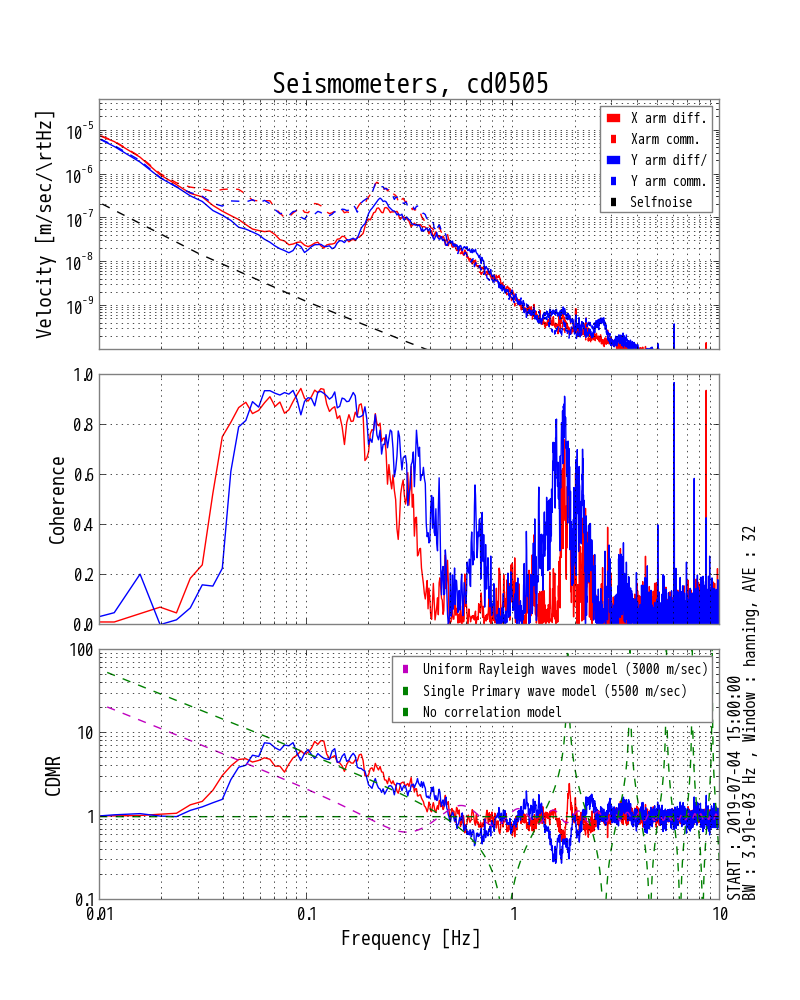 Seismometers, cd0505
Velocity [m/sec/\rtHz]
10^-5
10^-6
10^-7
10^-8
10^-9
X arm diff.
Xarm comm.
Y arm diff/
Y arm comm.
Selfnoise
Coherence
1.0
0.8
0.6
0.4
0.2
0.0
CDMR
100
10
1
0.1
Uniform Rayleigh waves model (3000 m/sec)
Single Primary wave model (5500 m/sec)
No correlation model
0.01
0.1
1
10
Frequency [Hz]
START : 2019-07-04 15:00:00
BW : 3.91e-03 Hz , Window : hanning, AVE : 32